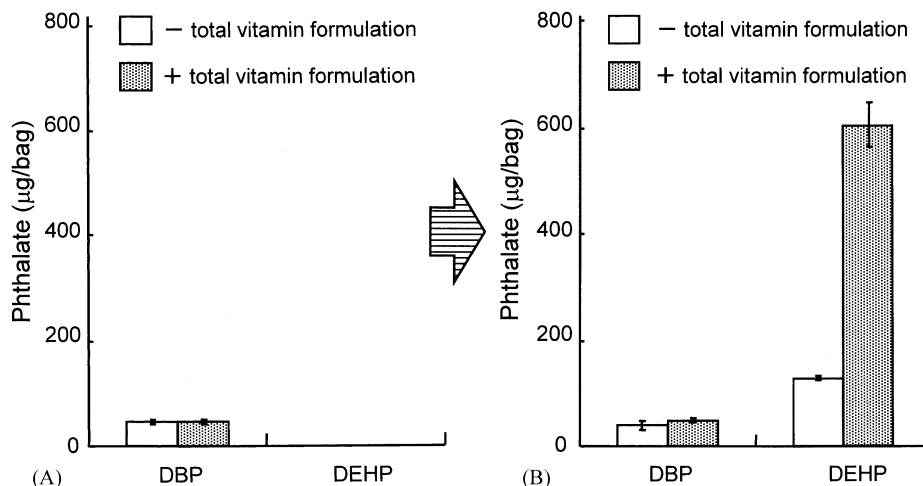 800
600
400
200
0
Phthalate (μg/bag)
− total vitamin formulation
+ total vitamin formulation
DBP DEHP
(A)
800
600
400
200
0
Phthalate (μg/bag)
− total vitamin formulation
+ total vitamin formulation
DBP DEHP
(B)